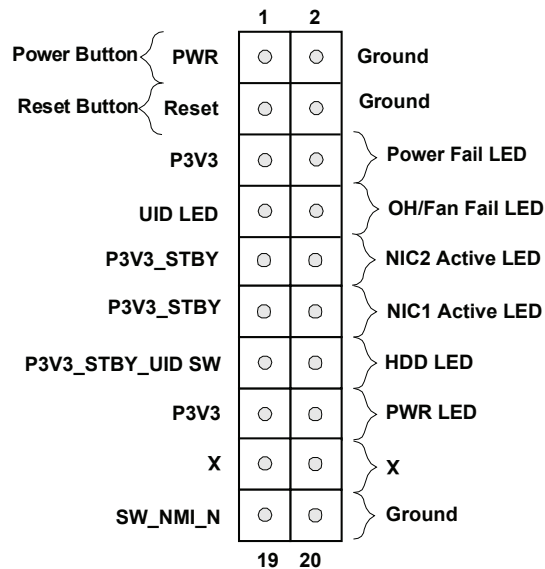 1 2
Power Button PWR Ground
Reset Button Reset Ground
P3V3 Power Fail LED
UID LED OH/Fan Fail LED
P3V3_STBY NIC2 Active LED
P3V3_STBY NIC1 Active LED
P3V3_STBY_UID SW HDD LED
P3V3 PWR LED
X X
SW_NMI_N Ground
19 20